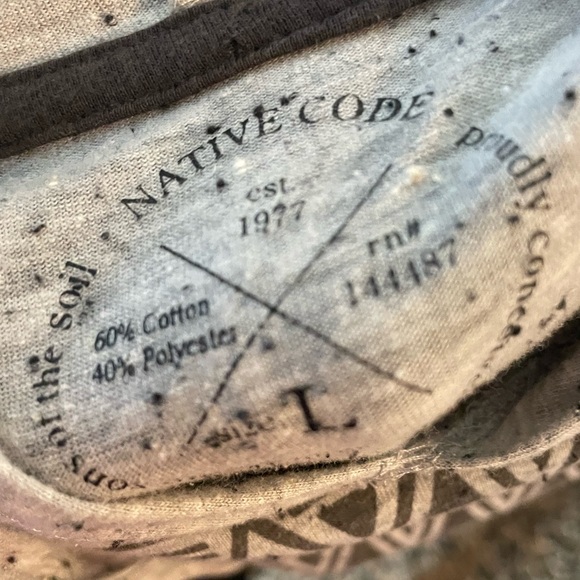 NATIVE CODE
proudly
est.
1977
rn#
144487
60% Cotton
40% Polyester
size L
of the soil